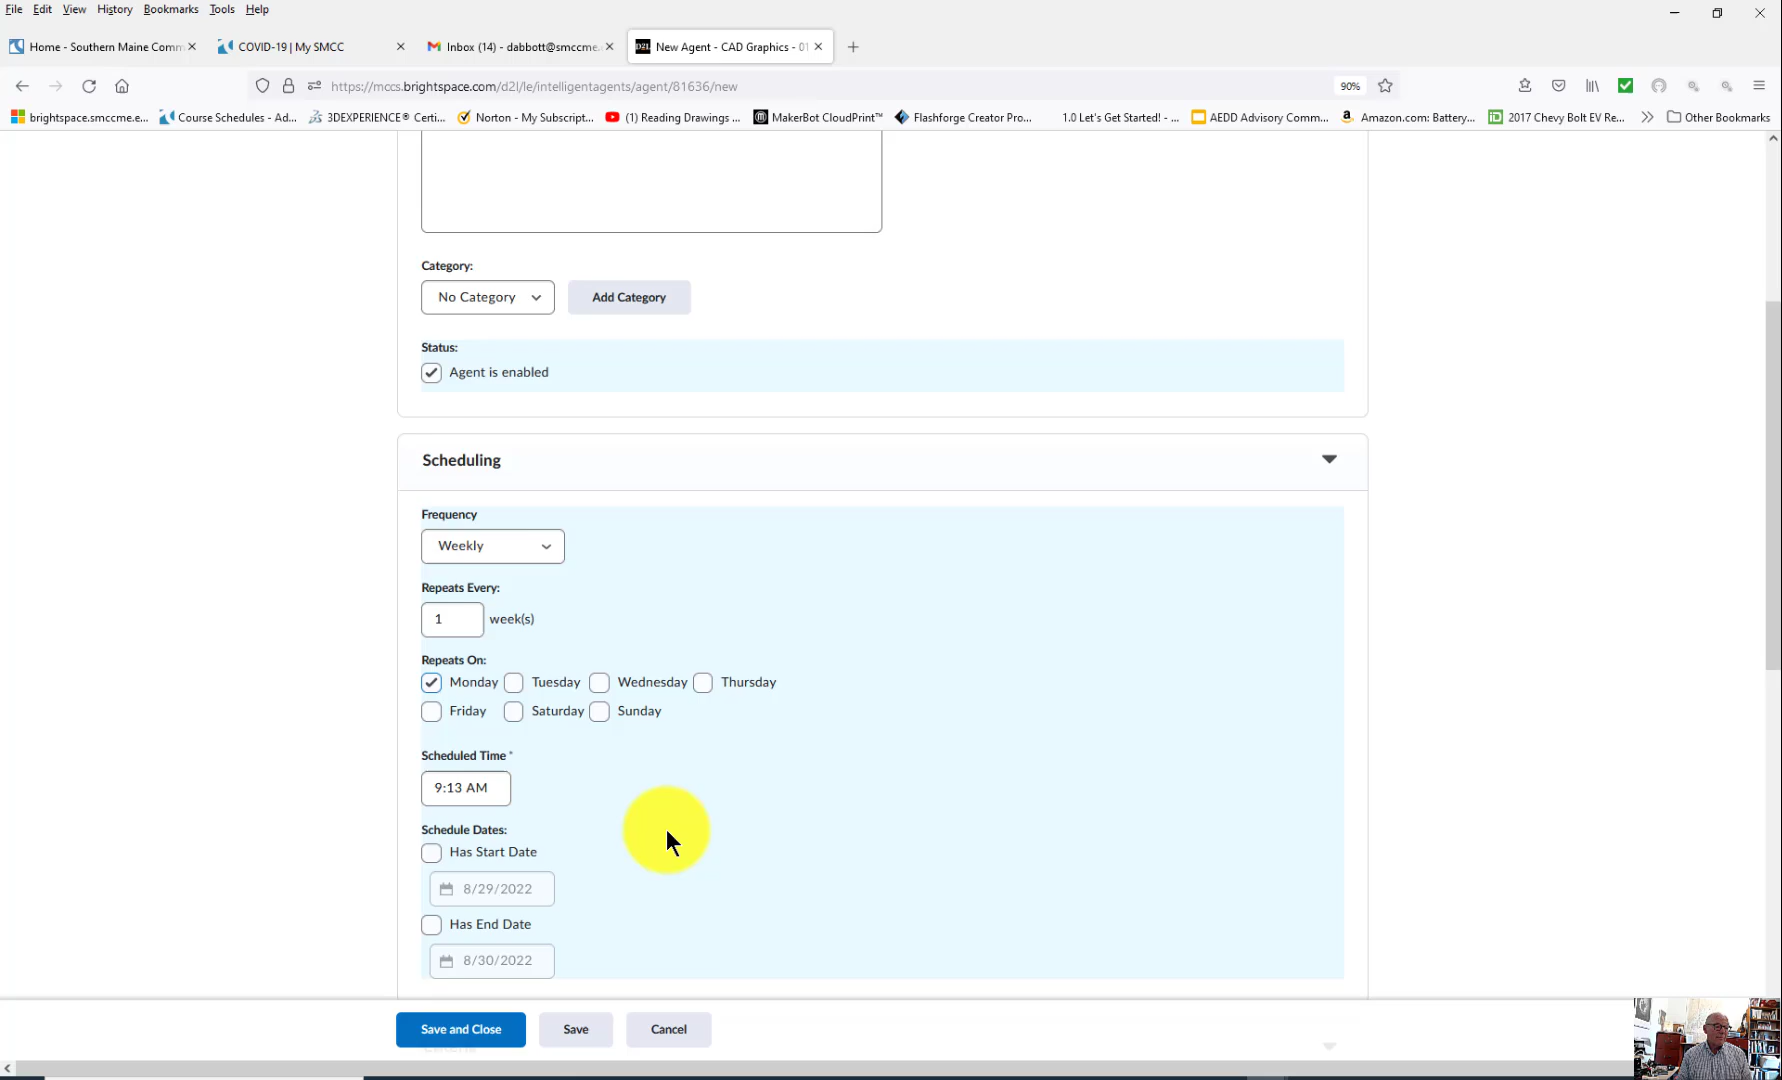 File Edit View History Bookmarks Tools Help
Home - Southern Maine Comm
COVID-19 | My SMCC
Inbox (14) - dabbott@smccme.
D2L New Agent - CAD Graphics - 01
https://mccs.brightspace.com/d2l/le/intelligentagents/agent/81636/new
90%
brightspace.smccme.e... Course Schedules - Ad... 3DEXPERIENCE® Certi... Norton - My Subscript... (1) Reading Drawings ... MakerBot CloudPrint™ Flashforge Creator Pro... 1.0 Let's Get Started! - ... AEDD Advisory Comm... Amazon.com: Battery... 2017 Chevy Bolt EV Re... Other Bookmarks
Category:
No Category Add Category
Status:
Agent is enabled
Scheduling
Frequency
Weekly
Repeats Every:
1 week(s)
Repeats On:
Monday Tuesday Wednesday Thursday
Friday Saturday Sunday
Scheduled Time *
9:13 AM
Schedule Dates:
Has Start Date
8/29/2022
Has End Date
8/30/2022
Save and Close Save Cancel